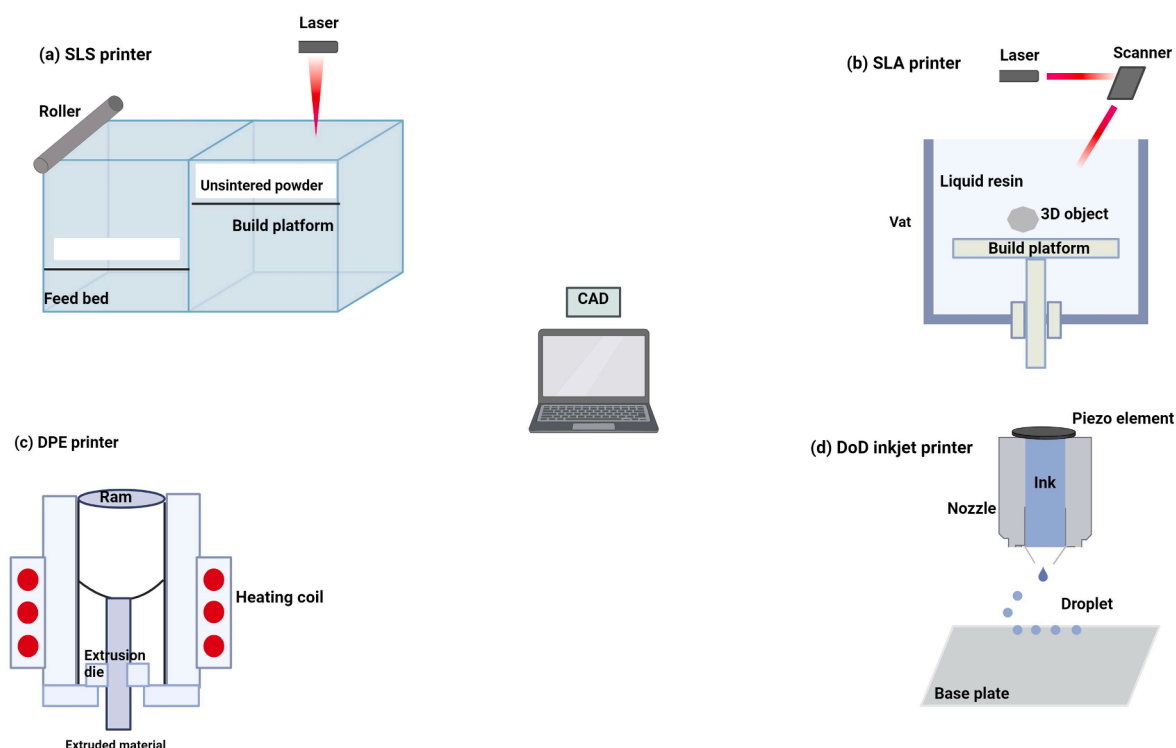 (a) SLS printer
Laser
Roller
Unsintered powder
Build platform
Feed bed
(b) SLA printer
Laser
Scanner
Liquid resin
3D object
Vat
Build platform
CAD
(c) DPE printer
Ram
Heating coil
Extrusion
die
Extruded material
(d) DoD inkjet printer
Piezo element
Ink
Nozzle
Droplet
Base plate